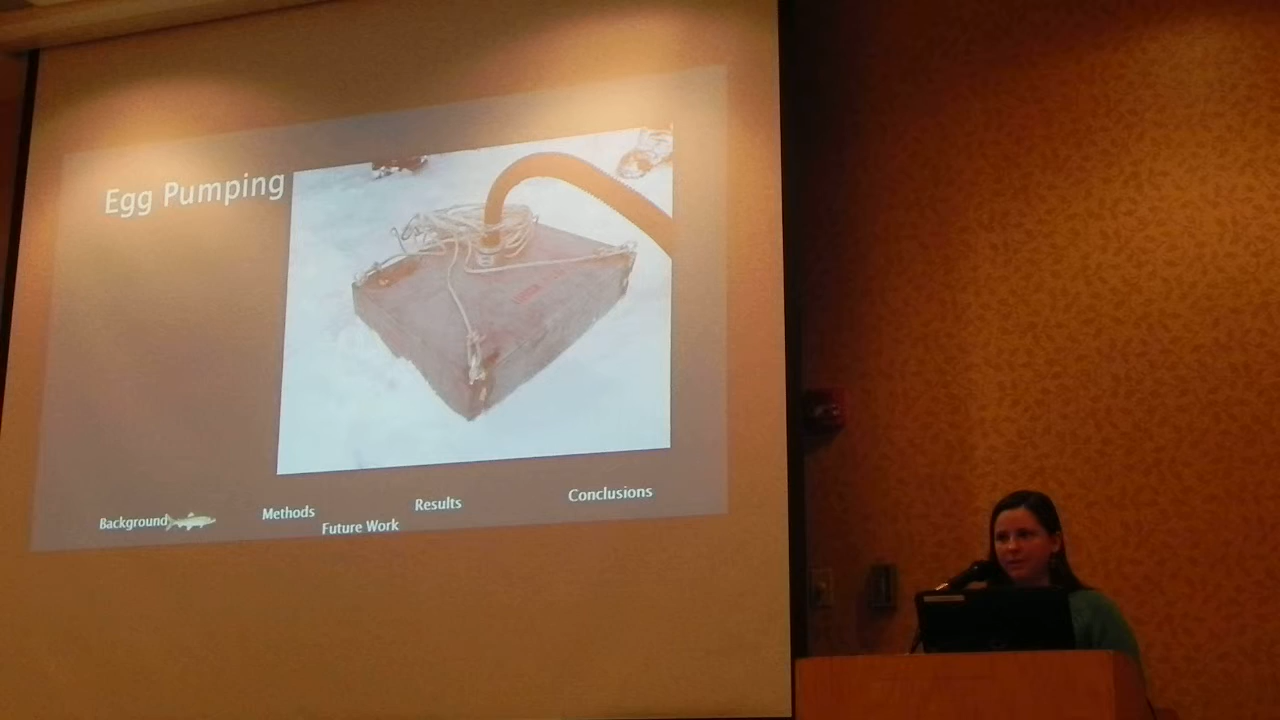 Egg Pumping
Background
Methods
Results
Conclusions
Future Work